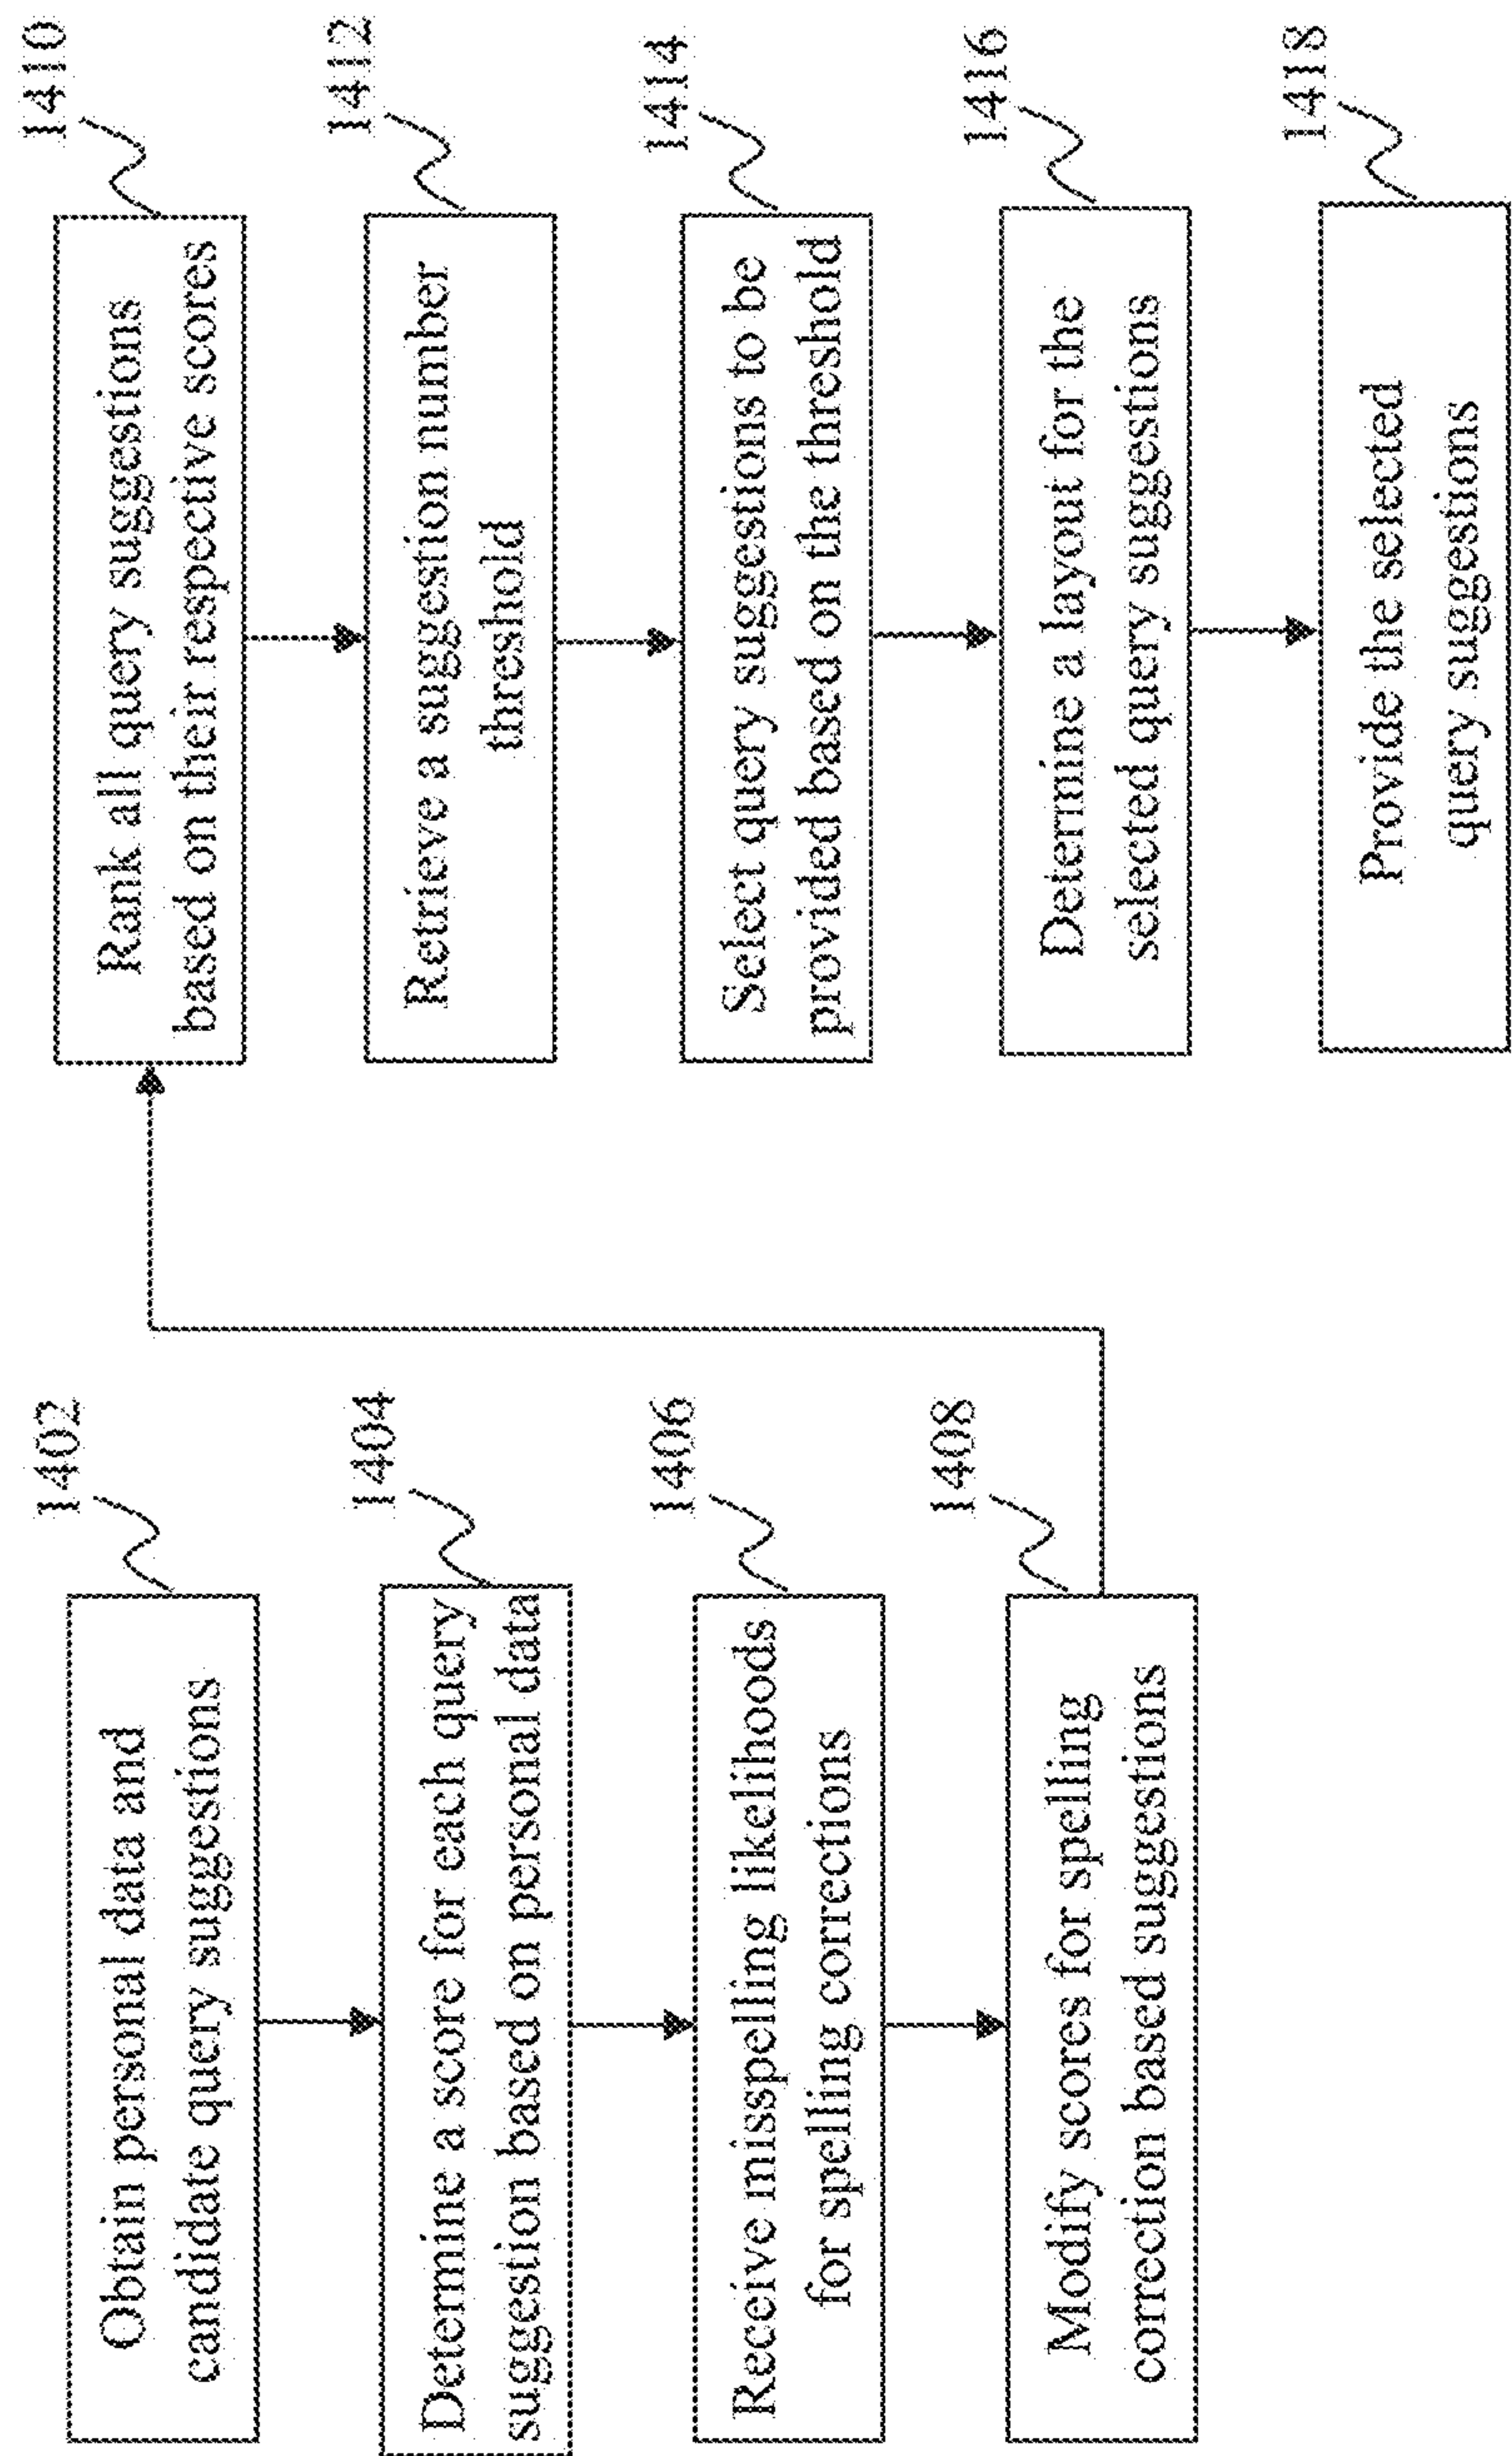 1402
Obtain personal data and
candidate query suggestions
1404
Determine a score for each query
suggestion based on personal data
1406
Receive misspelling likelihoods
for spelling corrections
1408
Modify scores for spelling
correction based suggestions
1410
Rank all query suggestions
based on their respective scores
1412
Retrieve a suggestion number
threshold
1414
Select query suggestions to be
provided based on the threshold
1416
Determine a layout for the
selected query suggestions
1418
Provide the selected
query suggestions